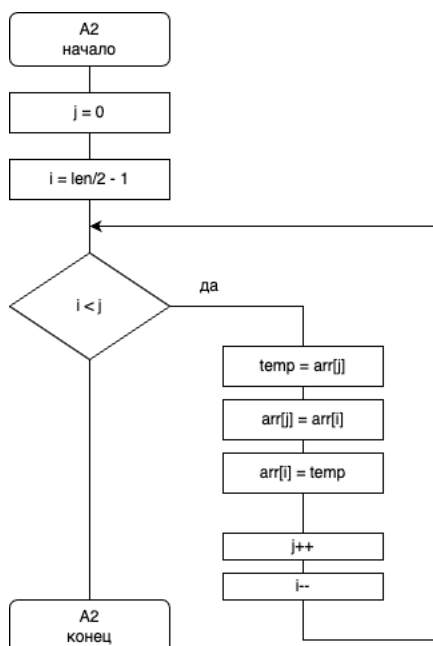 A2
начало
j = 0
i = len/2 - 1
i < j
да
temp = arr[j]
arr[j] = arr[i]
arr[i] = temp
j++
i--
A2
конец